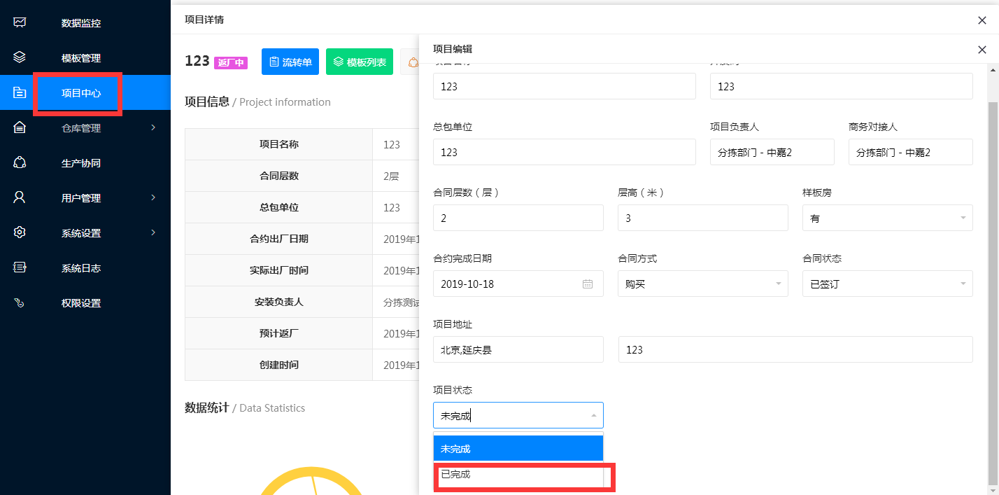 数据监控
模板管理
项目中心
仓库管理
生产协同
用户管理
系统设置
系统日志
权限设置
项目详情
123 返厂中 流转单 模板列表
项目信息 / Project information
项目名称 123
合同层数 2层
总包单位 123
合约出厂日期 2019年1
实际出厂时间 2019年1
安装负责人 分拣测试
预计返厂 2019年1
创建时间 2019年1
数据统计 / Data Statistics
项目编辑
123 123
总包单位 项目负责人 商务对接人
123 分拣部门 - 中嘉2 分拣部门 - 中嘉2
合同层数（层） 层高（米） 样板房
2 3 有
合约完成日期 合同方式 合同状态
2019-10-18 购买 已签订
项目地址
北京,延庆县 123
项目状态
未完成
未完成
已完成